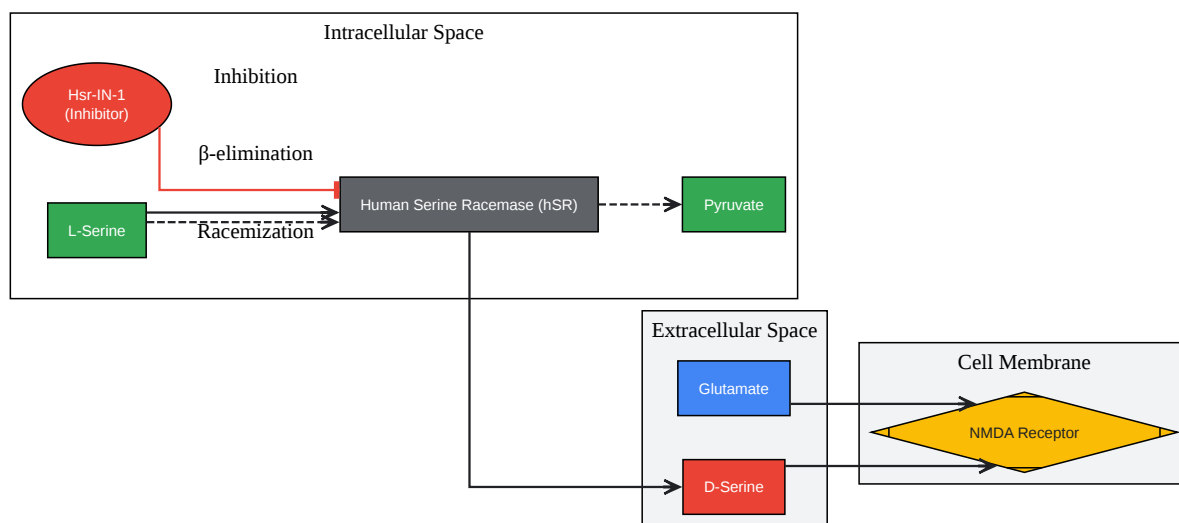 Intracellular Space
Inhibition
Hsr-IN-1
(Inhibitor)
β-elimination
Human Serine Racemase (hSR)
Pyruvate
L-Serine
Racemization
Extracellular Space
Glutamate
D-Serine
Cell Membrane
NMDA Receptor